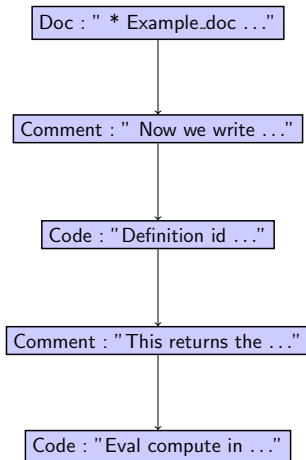 Doc : " * Example_doc ..."
Comment : " Now we write ..."
Code : "Definition id ..."
Comment : "This returns the ..."
Code : "Eval compute in ..."